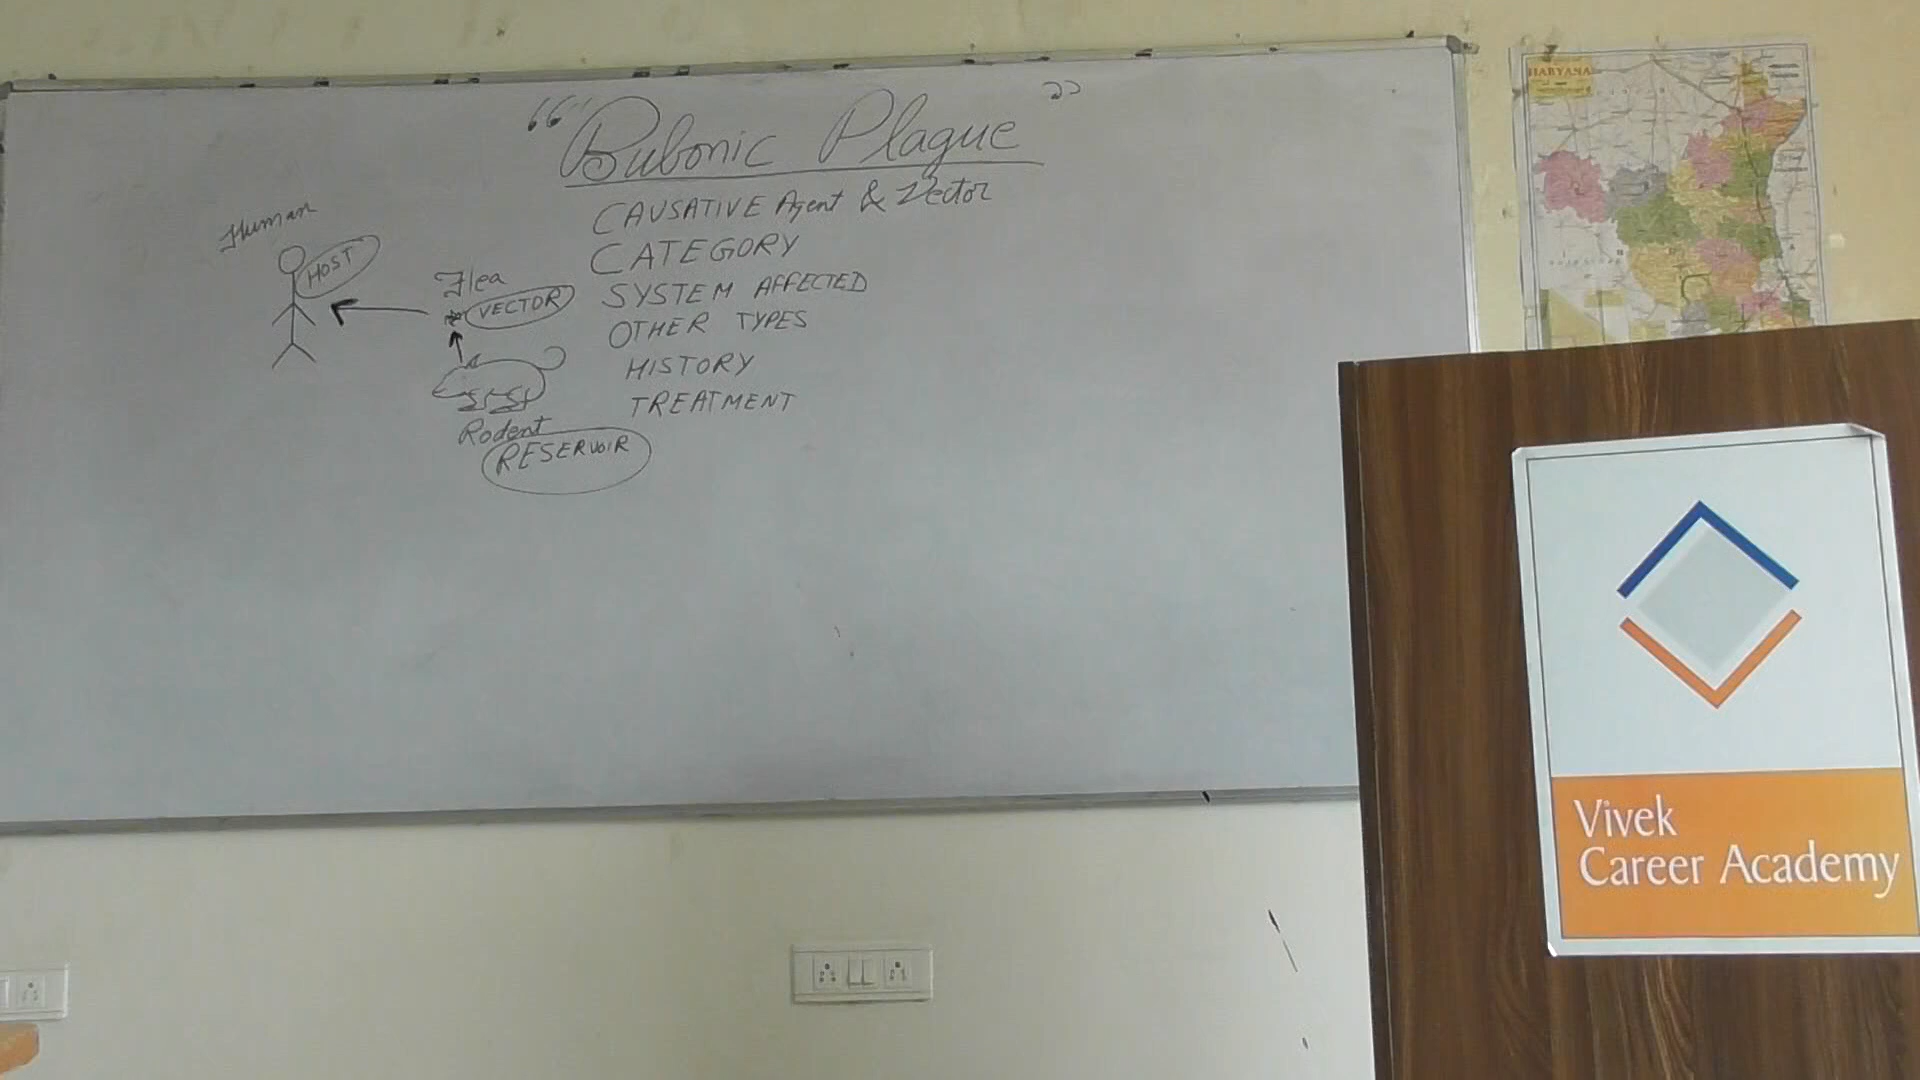 “Bubonic Plague”
CAUSATIVE Agent & Vector
CATEGORY
SYSTEM AFFECTED
OTHER TYPES
HISTORY
TREATMENT
Human
HOST
Flea
VECTOR
Rodent
RESERVOIR
HARYANA
Vivek
Career Academy